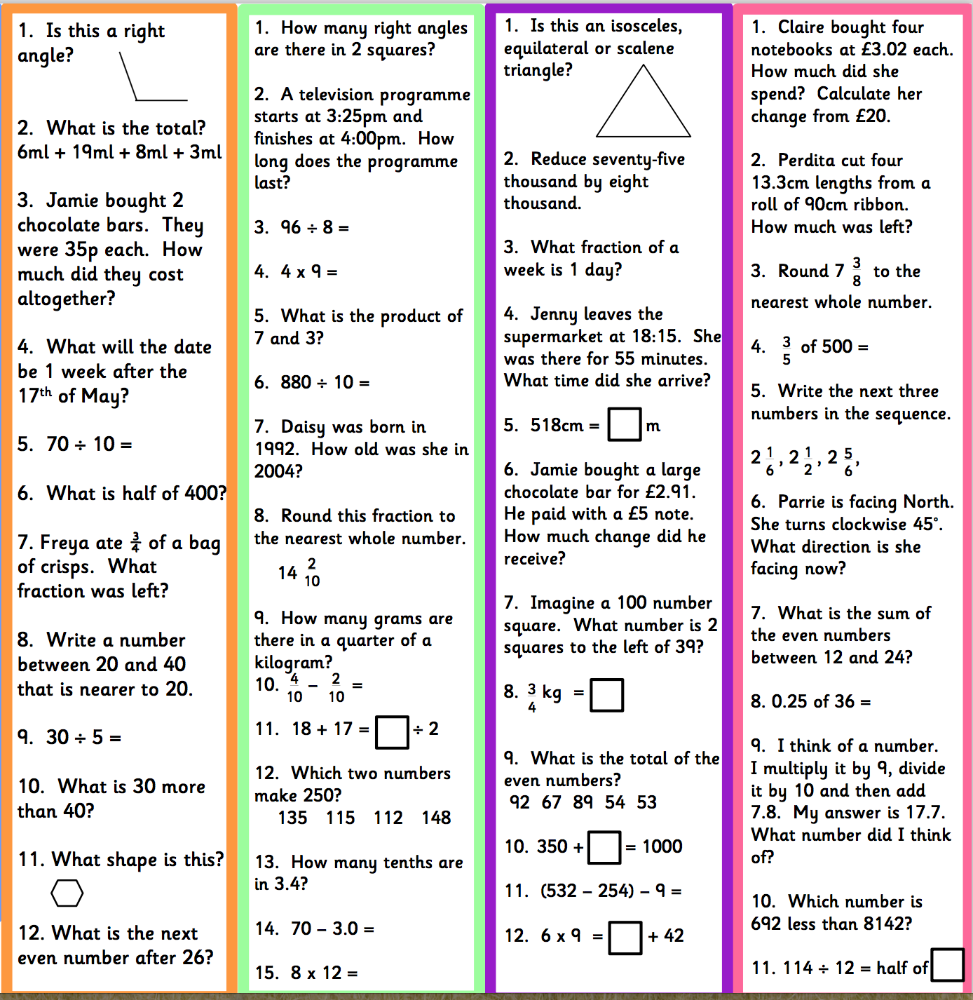 1. Is this a right
angle?
2. What is the total?
6ml + 19ml + 8ml + 3ml
3. Jamie bought 2
chocolate bars. They
were 35p each. How
much did they cost
altogether?
4. What will the date
be 1 week after the
17th of May?
5. 70 ÷ 10 =
6. What is half of 400?
7. Freya ate 3/4 of a bag
of crisps. What
fraction was left?
8. Write a number
between 20 and 40
that is nearer to 20.
9. 30 ÷ 5 =
10. What is 30 more
than 40?
11. What shape is this?
12. What is the next
even number after 26?
1. How many right angles
are there in 2 squares?
2. A television programme
starts at 3:25pm and
finishes at 4:00pm. How
long does the programme
last?
3. 96 ÷ 8 =
4. 4 x 9 =
5. What is the product of
7 and 3?
6. 880 ÷ 10 =
7. Daisy was born in
1992. How old was she in
2004?
8. Round this fraction to
the nearest whole number.
14 2/10
9. How many grams are
there in a quarter of a
kilogram?
10. 4/10 – 2/10 =
11. 18 + 17 = ÷ 2
12. Which two numbers
make 250?
135 115 112 148
13. How many tenths are
in 3.4?
14. 70 – 3.0 =
15. 8 x 12 =
1. Is this an isosceles,
equilateral or scalene
triangle?
2. Reduce seventy-five
thousand by eight
thousand.
3. What fraction of a
week is 1 day?
4. Jenny leaves the
supermarket at 18:15. She
was there for 55 minutes.
What time did she arrive?
5. 518cm = m
6. Jamie bought a large
chocolate bar for £2.91.
He paid with a £5 note.
How much change did he
receive?
7. Imagine a 100 number
square. What number is 2
squares to the left of 39?
8. 3/4 kg =
9. What is the total of the
even numbers?
92 67 89 54 53
10. 350 + = 1000
11. (532 – 254) – 9 =
12. 6 x 9 = + 42
1. Claire bought four
notebooks at £3.02 each.
How much did she
spend? Calculate her
change from £20.
2. Perdita cut four
13.3cm lengths from a
roll of 90cm ribbon.
How much was left?
3. Round 7 3/8 to the
nearest whole number.
4. 3/5 of 500 =
5. Write the next three
numbers in the sequence.
2 1/6, 2 1/2, 2 5/6,
6. Parrie is facing North.
She turns clockwise 45°.
What direction is she
facing now?
7. What is the sum of
the even numbers
between 12 and 24?
8. 0.25 of 36 =
9. I think of a number.
I multiply it by 9, divide
it by 10 and then add
7.8. My answer is 17.7.
What number did I think
of?
10. Which number is
692 less than 8142?
11. 114 ÷ 12 = half of